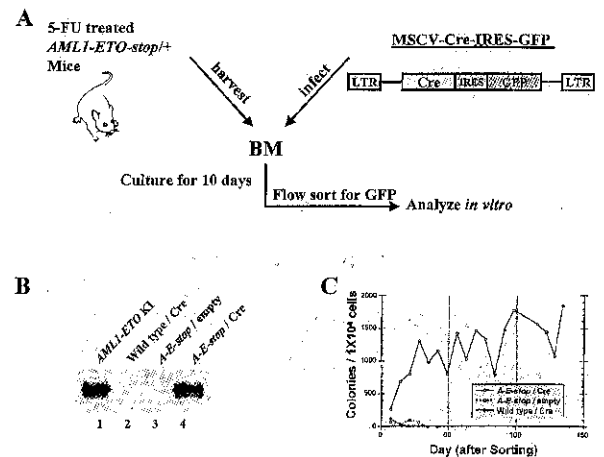 A
5-FU treated
AML1-ETO-stop/+
Mice
MSCV-Cre-IRES-GFP
LTR Cre IRES GFP LTR
harvest
infect
BM
Culture for 10 days
Flow sort for GFP
Analyze in vitro
B
AML1-ETO KI
Wild type / Cre
A-E-stop / empty
A-E-stop / Cre
1 2 3 4
C
Colonies / 1X10⁴ cells
2000
1500
1000
500
0
A-E-stop / Cre
A-E-stop / empty
Wild type / Cre
0 50 100 150
Day (after Sorting)